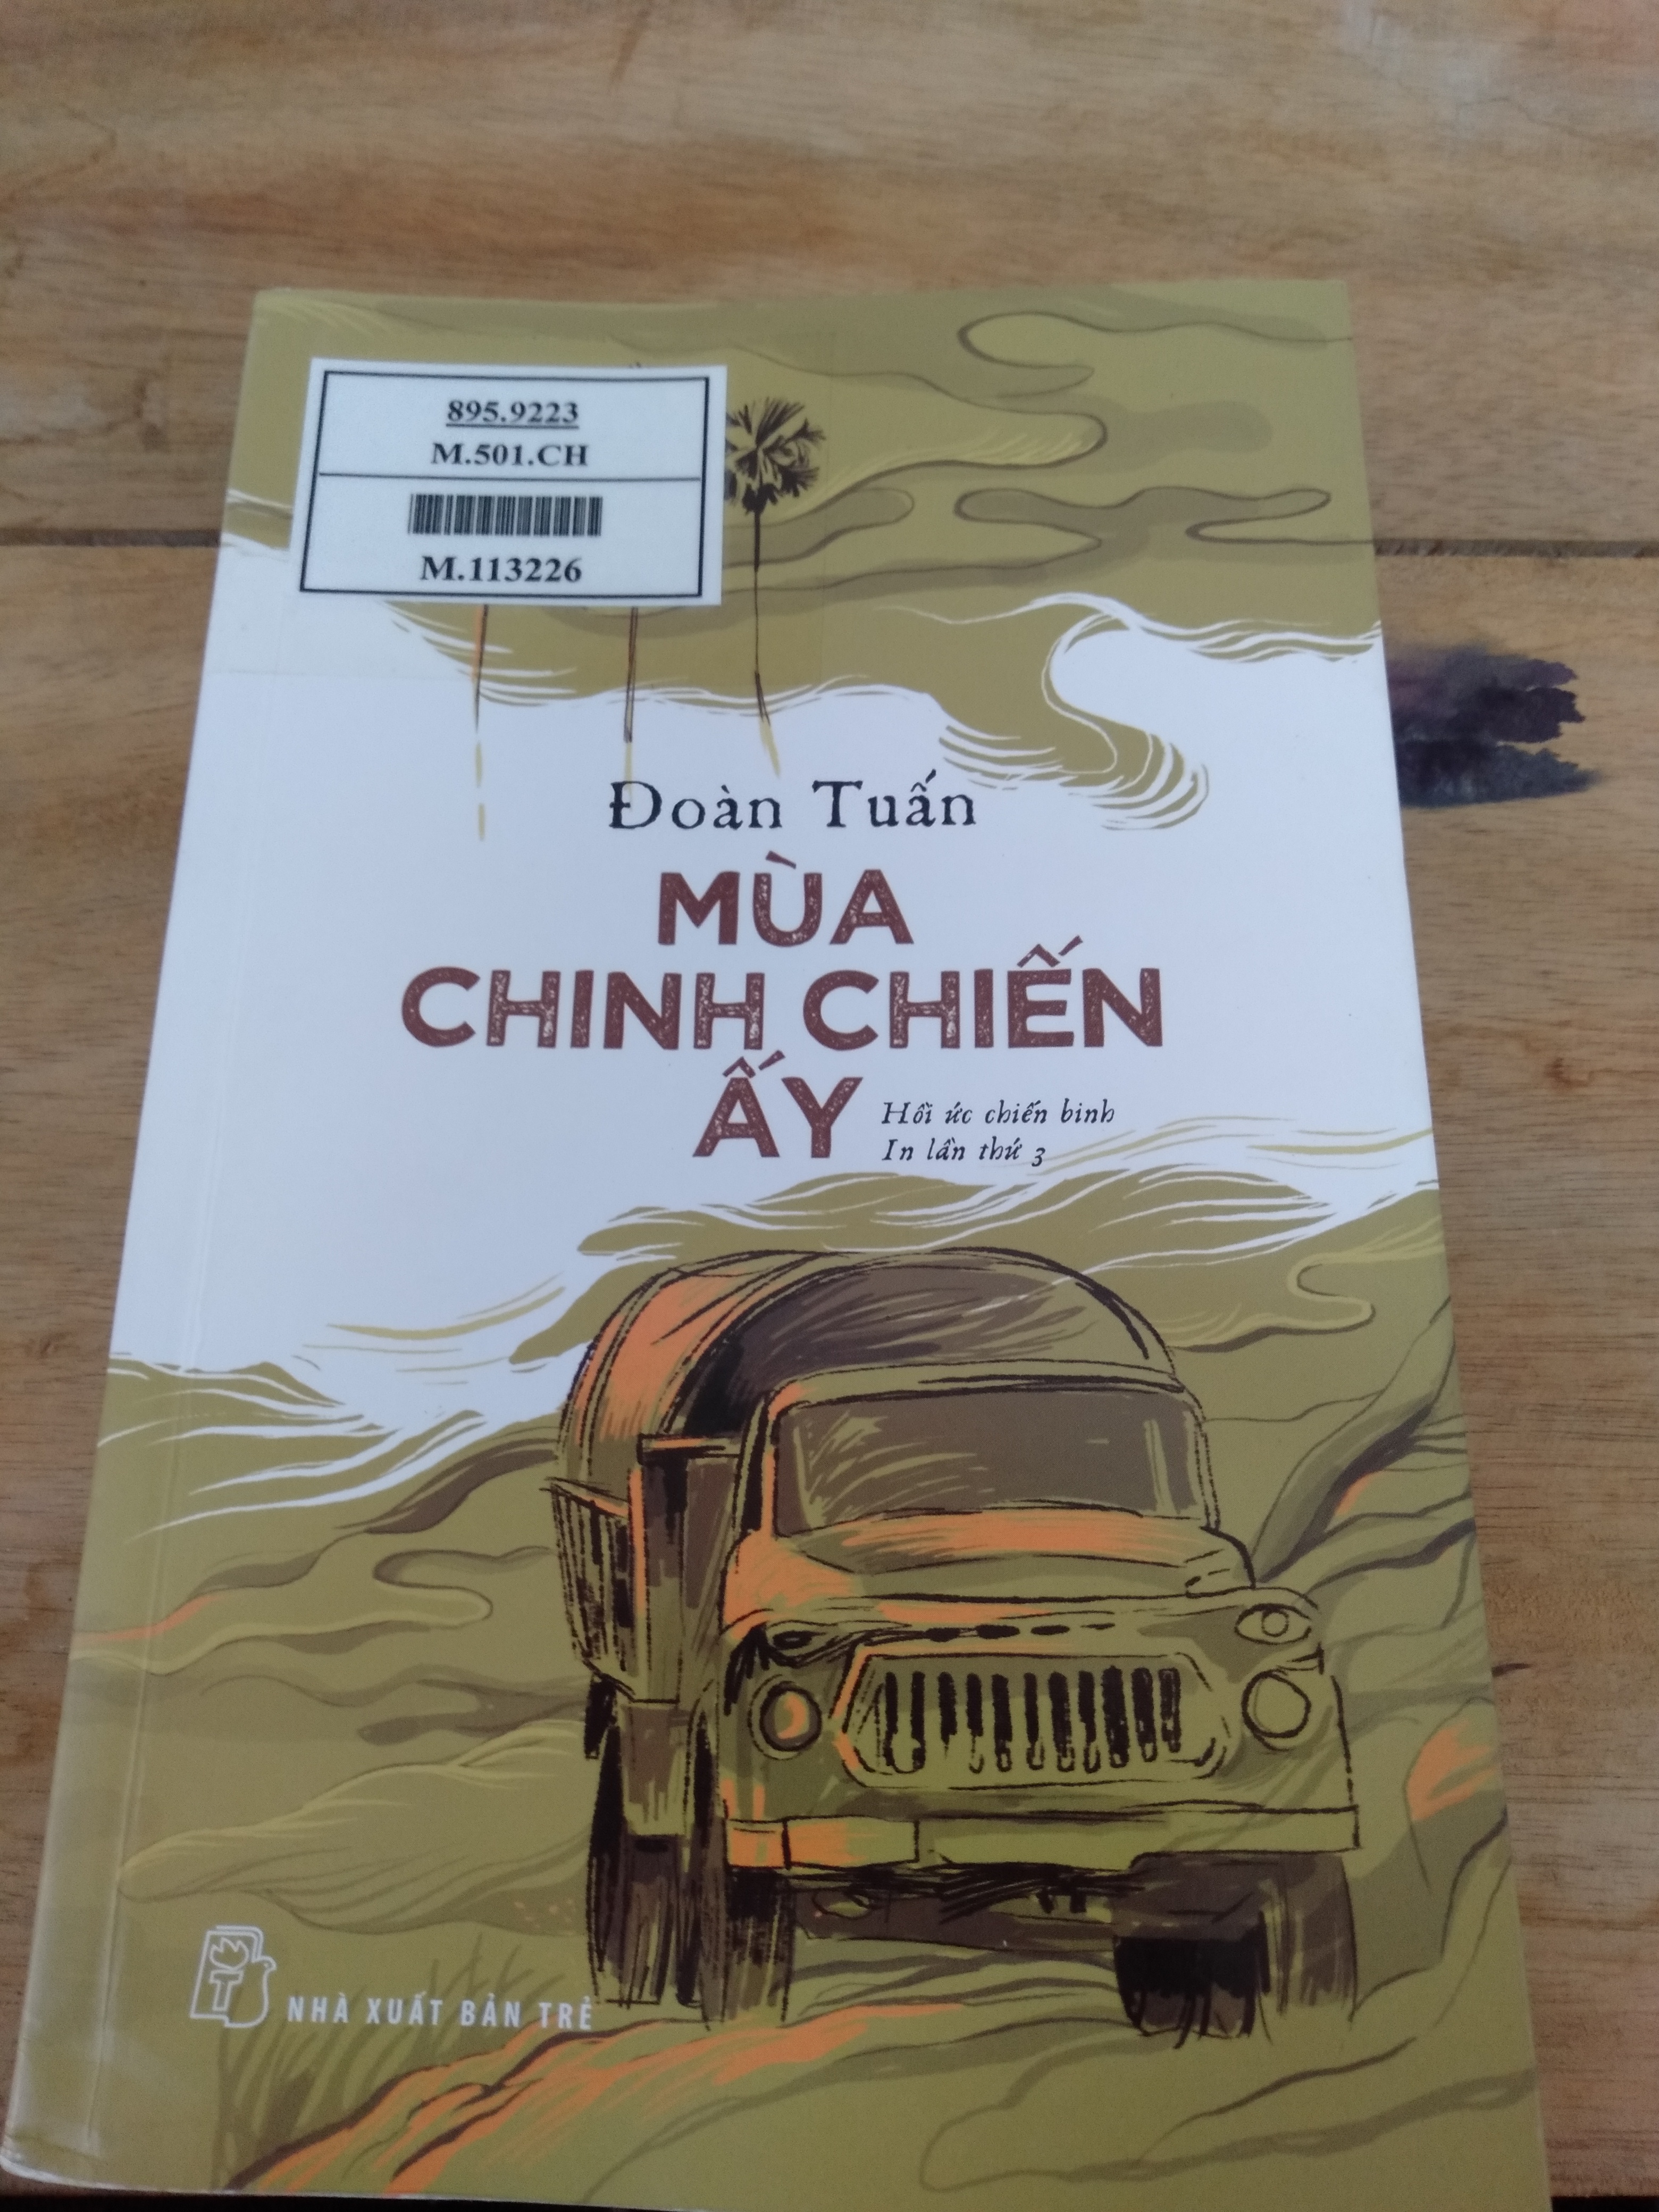 895.9223
M.501.CH
M.113226
Đoàn Tuấn
MÙA
CHINH CHIẾN
ẤY
Hồi ức chiến binh
In lần thứ 3
T
NHÀ XUẤT BẢN TRẺ